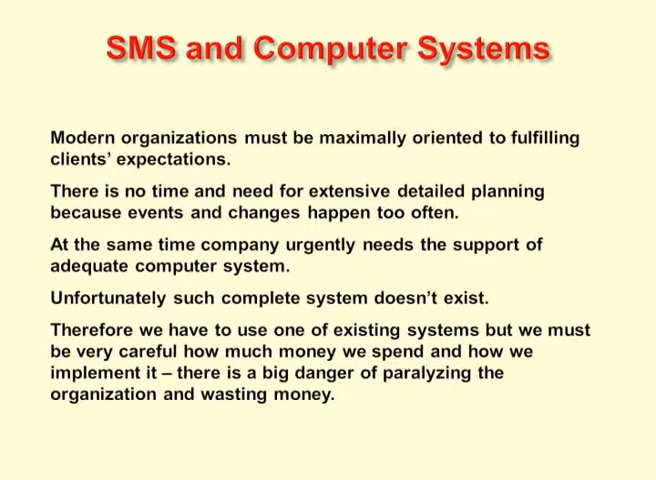 SMS and Computer Systems
Modern organizations must be maximally oriented to fulfilling
clients’ expectations.
There is no time and need for extensive detailed planning
because events and changes happen too often.
At the same time company urgently needs the support of
adequate computer system.
Unfortunately such complete system doesn’t exist.
Therefore we have to use one of existing systems but we must
be very careful how much money we spend and how we
implement it – there is a big danger of paralyzing the
organization and wasting money.